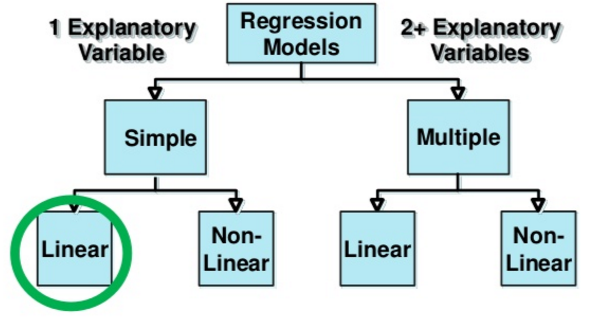 1 Explanatory
Variable
Regression
Models
2+ Explanatory
Variables
Simple
Multiple
Linear
Non-
Linear
Linear
Non-
Linear